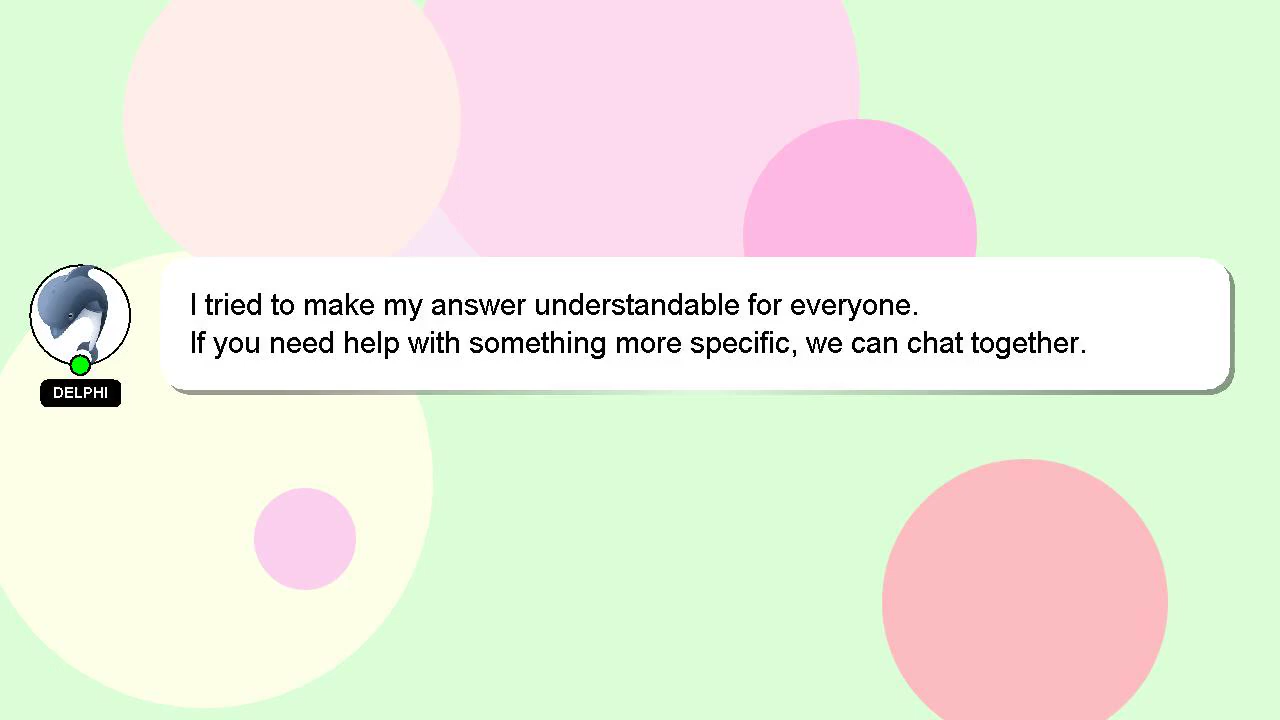 I tried to make my answer understandable for everyone.
If you need help with something more specific, we can chat together.
DELPHI